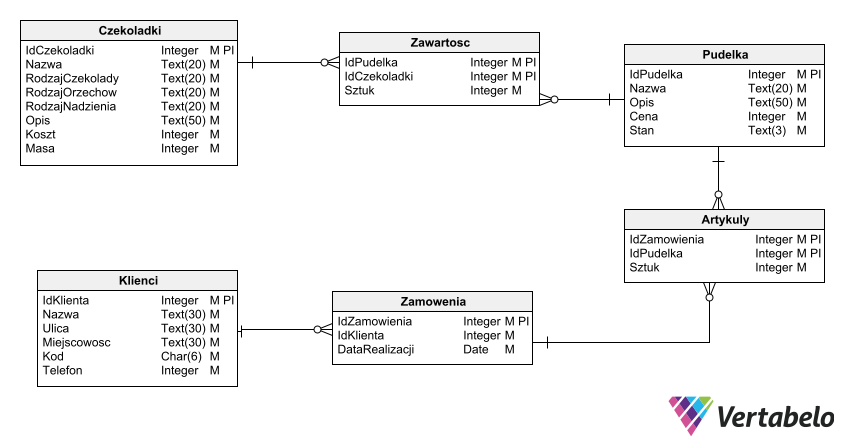 Czekoladki
IdCzekoladki Integer M PI
Nazwa Text(20) M
RodzajCzekolady Text(20) M
RodzajOrzechow Text(20) M
RodzajNadzienia Text(20) M
Opis Text(50) M
Koszt Integer M
Masa Integer M
Zawartosc
IdPudelka Integer M PI
IdCzekoladki Integer M PI
Sztuk Integer M
Pudelka
IdPudelka Integer M PI
Nazwa Text(20) M
Opis Text(50) M
Cena Integer M
Stan Text(3) M
Artykuly
IdZamowienia Integer M PI
IdPudelka Integer M PI
Sztuk Integer M
Klienci
IdKlienta Integer M PI
Nazwa Text(30) M
Ulica Text(30) M
Miejscowosc Text(30) M
Kod Char(6) M
Telefon Integer M
Zamowenia
IdZamowienia Integer M PI
IdKlienta Integer M
DataRealizacji Date M
Vertabelo